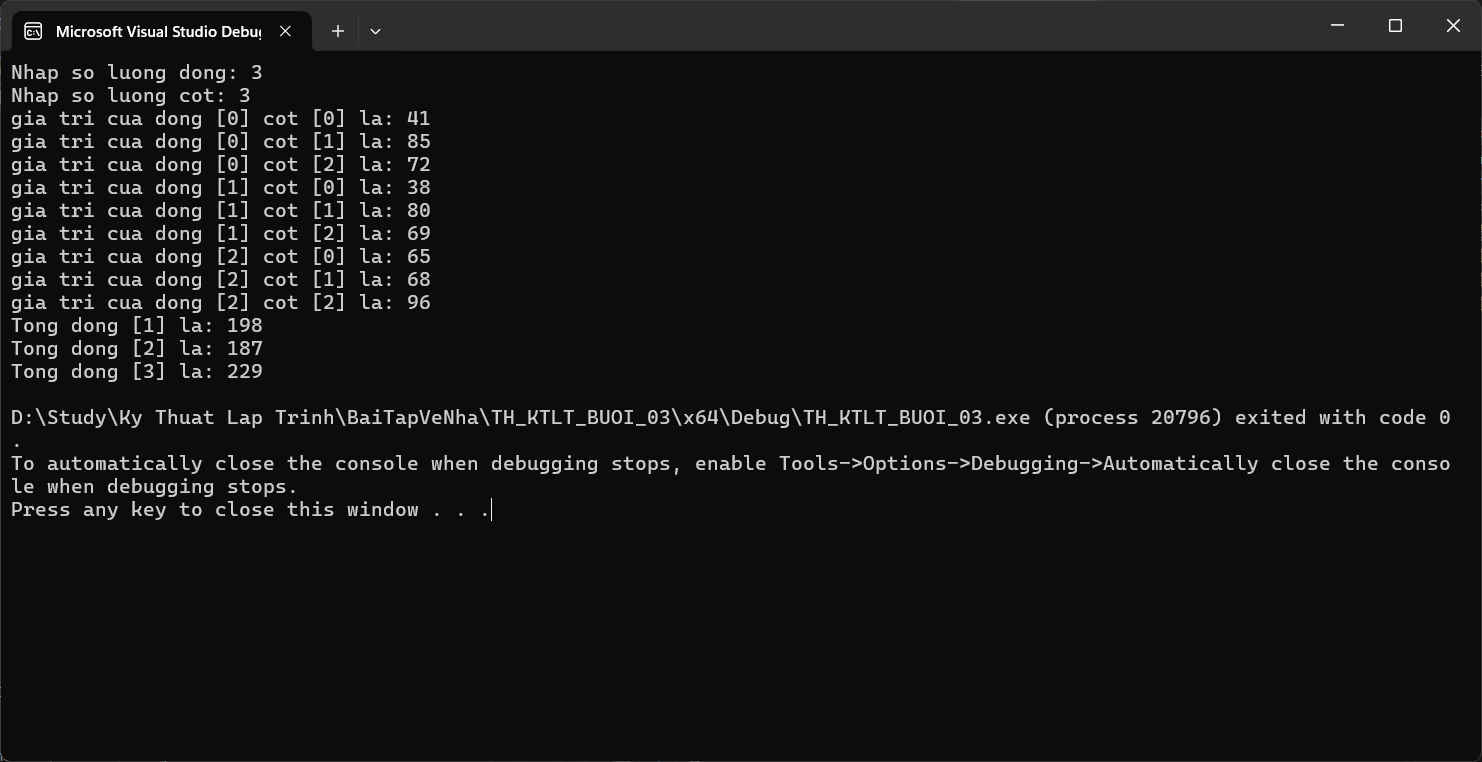 Microsoft Visual Studio Debu
Nhap so luong dong: 3
Nhap so luong cot: 3
gia tri cua dong [0] cot [0] la: 41
gia tri cua dong [0] cot [1] la: 85
gia tri cua dong [0] cot [2] la: 72
gia tri cua dong [1] cot [0] la: 38
gia tri cua dong [1] cot [1] la: 80
gia tri cua dong [1] cot [2] la: 69
gia tri cua dong [2] cot [0] la: 65
gia tri cua dong [2] cot [1] la: 68
gia tri cua dong [2] cot [2] la: 96
Tong dong [1] la: 198
Tong dong [2] la: 187
Tong dong [3] la: 229
D:\Study\Ky Thuat Lap Trinh\BaiTapVeNha\TH_KTLT_BUOI_03\x64\Debug\TH_KTLT_BUOI_03.exe (process 20796) exited with code 0
.
To automatically close the console when debugging stops, enable Tools->Options->Debugging->Automatically close the conso
le when debugging stops.
Press any key to close this window . . .